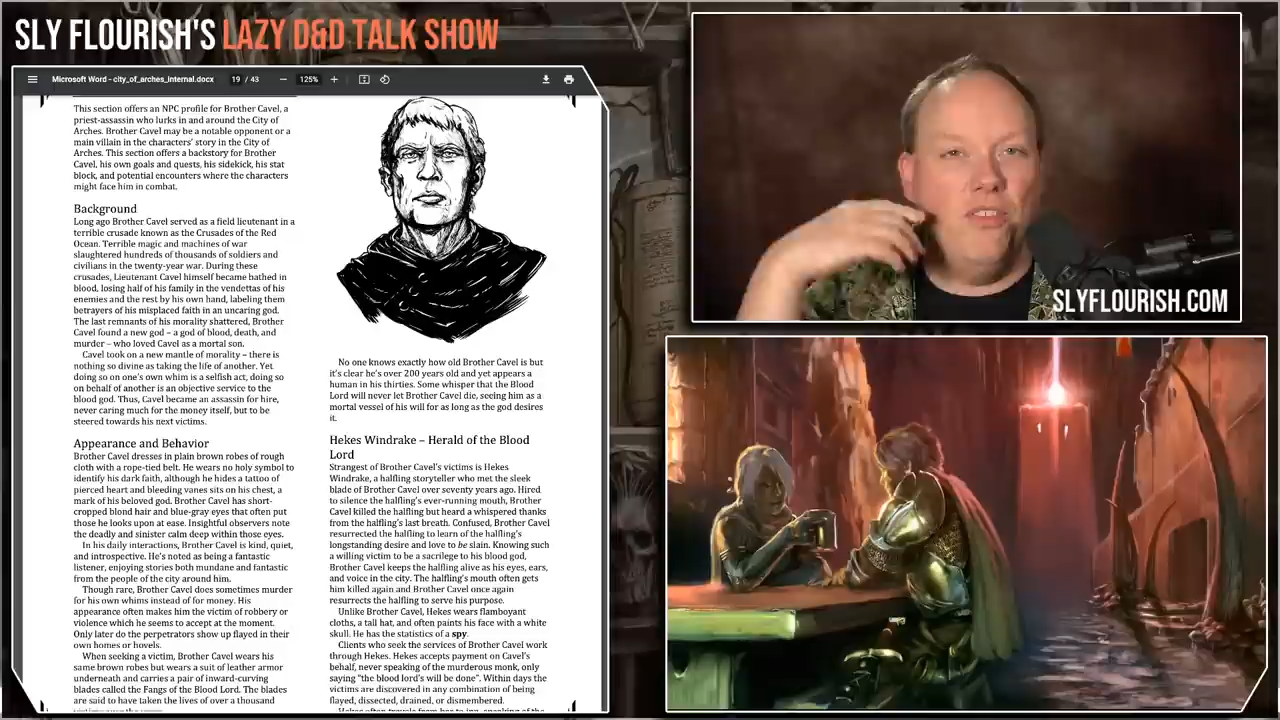 SLY FLOURISH'S LAZY D&D TALK SHOW
Microsoft Word - city_of_arches_internal.docx
19 / 43
125%
This section offers an NPC profile for Brother Cavel, a
priest-assassin who lurks in and around the City of
Arches. Brother Cavel may be a notable opponent or a
main villain in the characters' story in the City of
Arches. This section offers a backstory for Brother
Cavel, his own goals and quests, his sidekick, his stat
block, and potential encounters where the characters
might face him in combat.
Background
Long ago Brother Cavel served as a field lieutenant in a
terrible crusade known as the Crusades of the Red
Ocean. Terrible magic and machines of war
slaughtered hundreds of thousands of soldiers and
civilians in the twenty-year war. During these
crusades, Lieutenant Cavel himself became bathed in
blood, losing half of his family in the vendettas of his
enemies and the rest by his own hand, labeling them
betrayers of his misplaced faith in an uncaring god.
The last remnants of his morality shattered, Brother
Cavel found a new god – a god of blood, death, and
murder – who loved Cavel as a mortal son.
Cavel took on a new mantle of morality – there is
nothing so divine as taking the life of another. Yet
doing so on one's own whim is a selfish act, doing so
on behalf of another is an objective service to the
blood god. Thus, Cavel became an assassin for hire,
never caring much for the money itself, but to be
steered towards his next victims.
Appearance and Behavior
Brother Cavel dresses in plain brown robes of rough
cloth with a rope-tied belt. He wears no holy symbol to
identify his dark faith, although he hides a tattoo of
pierced heart and bleeding vanes sits on his chest, a
mark of his beloved god. Brother Cavel has short-
cropped blond hair and blue-gray eyes that often put
those he looks upon at ease. Insightful observers note
the deadly and sinister calm deep within those eyes.
In his daily interactions, Brother Cavel is kind, quiet,
and introspective. He's noted as being a fantastic
listener, enjoying stories both mundane and fantastic
from the people of the city around him.
Though rare, Brother Cavel does sometimes murder
for his own whims instead of for money. His
appearance often makes him the victim of robbery or
violence which he seems to accept at the moment.
Only later do the perpetrators show up flayed in their
own homes or hovels.
When seeking a victim, Brother Cavel wears his
same brown robes but wears a suit of leather armor
underneath and carries a pair of inward-curving
blades called the Fangs of the Blood Lord. The blades
are said to have taken the lives of over a thousand
No one knows exactly how old Brother Cavel is but
it's clear he's over 200 years old and yet appears a
human in his thirties. Some whisper that the Blood
Lord will never let Brother Cavel die, seeing him as a
mortal vessel of his will for as long as the god desires
it.
Hekes Windrake – Herald of the Blood
Lord
Strangest of Brother Cavel's victims is Hekes
Windrake, a halfling storyteller who met the sleek
blade of Brother Cavel over seventy years ago. Hired
to silence the halfling's ever-running mouth, Brother
Cavel killed the halfling but heard a whispered thanks
from the halfling's last breath. Confused, Brother Cavel
resurrected the halfling to learn of the halfling's
longstanding desire and love to be slain. Knowing such
a willing victim to be a sacrilege to his blood god,
Brother Cavel keeps the halfling alive as his eyes, ears,
and voice in the city. The halfling's mouth often gets
him killed again and Brother Cavel once again
resurrects the halfling to serve his purpose.
Unlike Brother Cavel, Hekes wears flamboyant
cloths, a tall hat, and often paints his face with a white
skull. He has the statistics of a spy.
Clients who seek the services of Brother Cavel work
through Hekes. Hekes accepts payment on Cavel's
behalf, never speaking of the murderous monk, only
saying "the blood lord's will be done". Within days the
victims are discovered in any combination of being
flayed, dissected, drained, or dismembered.
SLYFLOURISH.COM